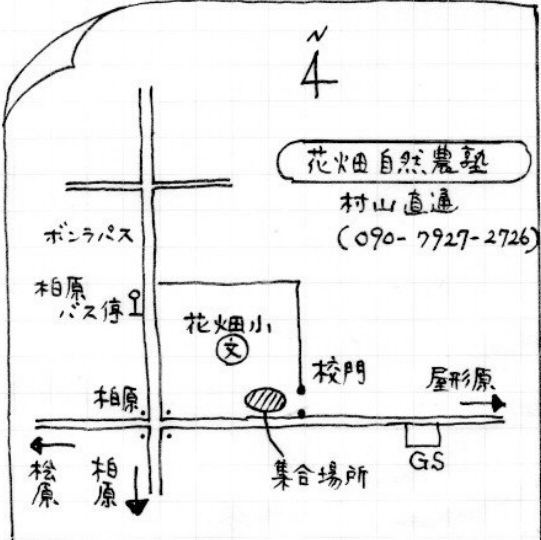 N
花畑自然農塾
村山直通
(090-7927-2726)
ボンラパス
柏原
バス停
花畑小
文
校門
屋形原
柏原
桧原
柏原
集合場所
GS